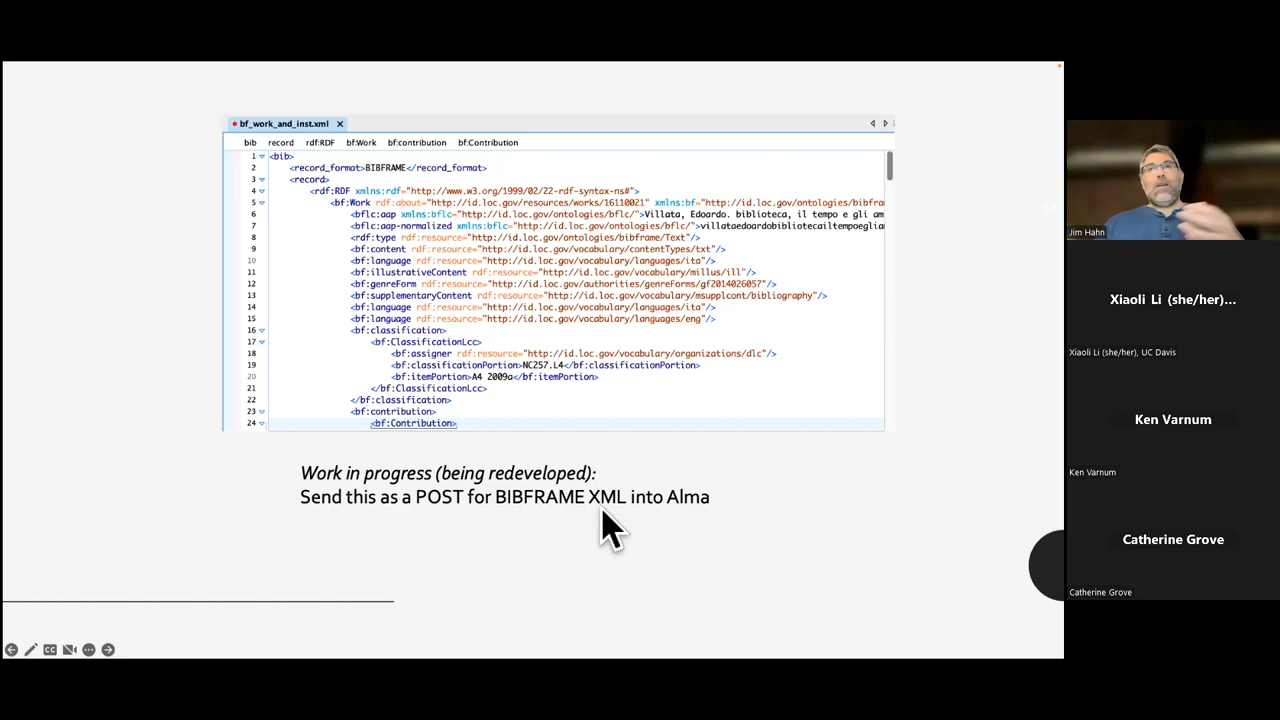 bf_work_and_inst.xml
bib record rdf:RDF bf:Work bf:contribution bf:Contribution
1 <bib>
2 <record_format>BIBFRAME</record_format>
3 <record>
4 <rdf:RDF xmlns:rdf="http://www.w3.org/1999/02/22-rdf-syntax-ns#">
5 <bf:Work rdf:about="http://id.loc.gov/resources/works/16110021" xmlns:bf="http://id.loc.gov/ontologies/bibfra
6 <bflc:aap xmlns:bflc="http://id.loc.gov/ontologies/bflc/">Villata, Edoardo. biblioteca, il tempo e gli am
7 <bflc:aap-normalized xmlns:bflc="http://id.loc.gov/ontologies/bflc/">villataedoardobibliotecailtempoeglia
8 <rdf:type rdf:resource="http://id.loc.gov/ontologies/bibframe/Text"/>
9 <bf:content rdf:resource="http://id.loc.gov/vocabulary/contentTypes/txt"/>
10 <bf:language rdf:resource="http://id.loc.gov/vocabulary/languages/ita"/>
11 <bf:illustrativeContent rdf:resource="http://id.loc.gov/vocabulary/millus/ill"/>
12 <bf:genreForm rdf:resource="http://id.loc.gov/authorities/genreForms/gf2014026057"/>
13 <bf:supplementaryContent rdf:resource="http://id.loc.gov/vocabulary/msupplcont/bibliography"/>
14 <bf:language rdf:resource="http://id.loc.gov/vocabulary/languages/ita"/>
15 <bf:language rdf:resource="http://id.loc.gov/vocabulary/languages/eng"/>
16 <bf:classification>
17 <bf:ClassificationLcc>
18 <bf:assigner rdf:resource="http://id.loc.gov/vocabulary/organizations/dlc"/>
19 <bf:classificationPortion>NC257.L4</bf:classificationPortion>
20 <bf:itemPortion>A4 2009a</bf:itemPortion>
21 </bf:ClassificationLcc>
22 </bf:classification>
23 <bf:contribution>
24 <bf:Contribution>
Work in progress (being redeveloped):
Send this as a POST for BIBFRAME XML into Alma
CC
Jim Hahn
Xiaoli Li (she/her)...
Xiaoli Li (she/her), UC Davis
Ken Varnum
Ken Varnum
Catherine Grove
Catherine Grove